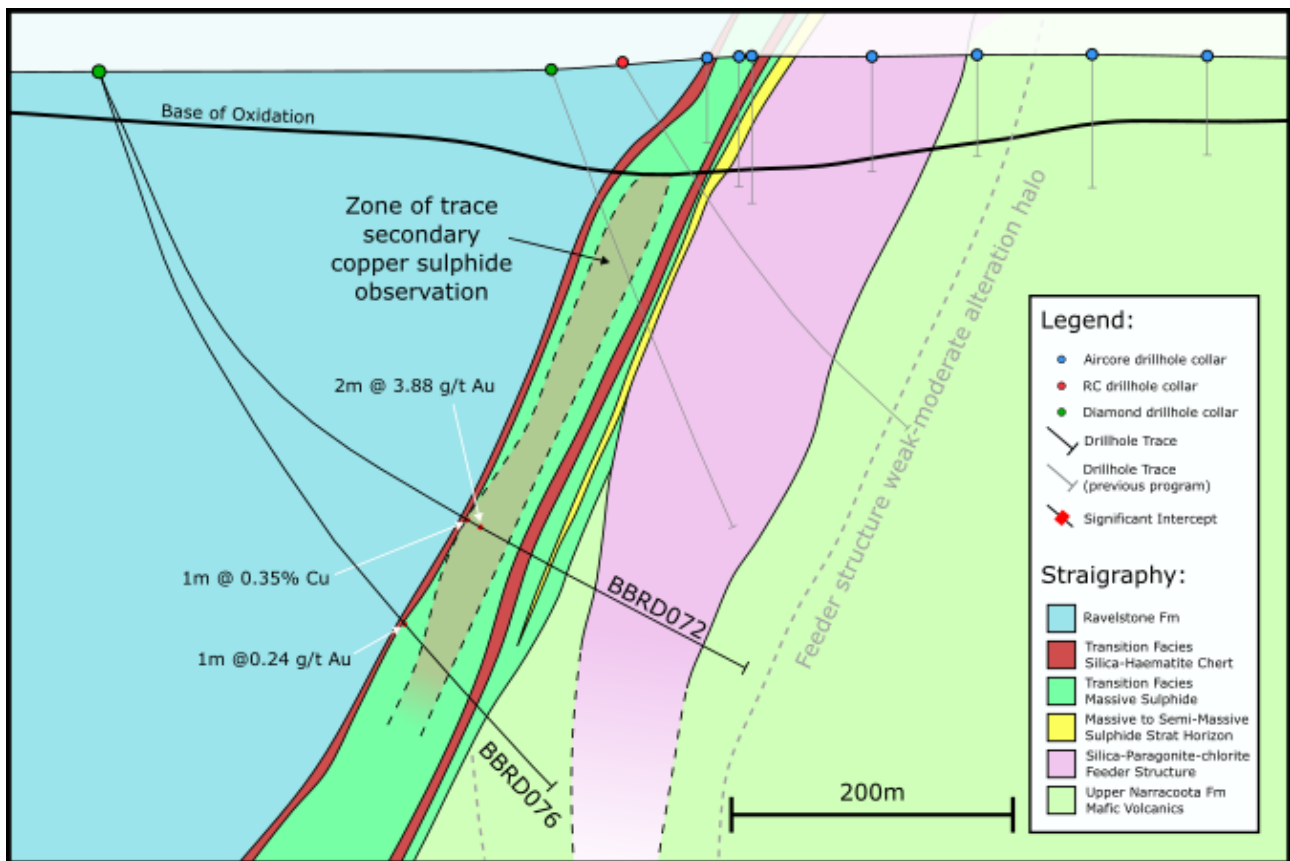 Base of Oxidation
Zone of trace
secondary
copper sulphide
observation
2m @ 3.88 g/t Au
1m @ 0.35% Cu
1m @0.24 g/t Au
BBRD072
BBRD076
Feeder structure weak-moderate alteration halo
200m
Legend:
Aircore drillhole collar
RC drillhole collar
Diamond drillhole collar
Drillhole Trace
Drillhole Trace
(previous program)
Significant Intercept
Straigraphy:
Ravelstone Fm
Transition Facies
Silica-Haematite Chert
Transition Facies
Massive Sulphide
Massive to Semi-Massive
Sulphide Strat Horizon
Silica-Paragonite-chlorite
Feeder Structure
Upper Narracoota Fm
Mafic Volcanics